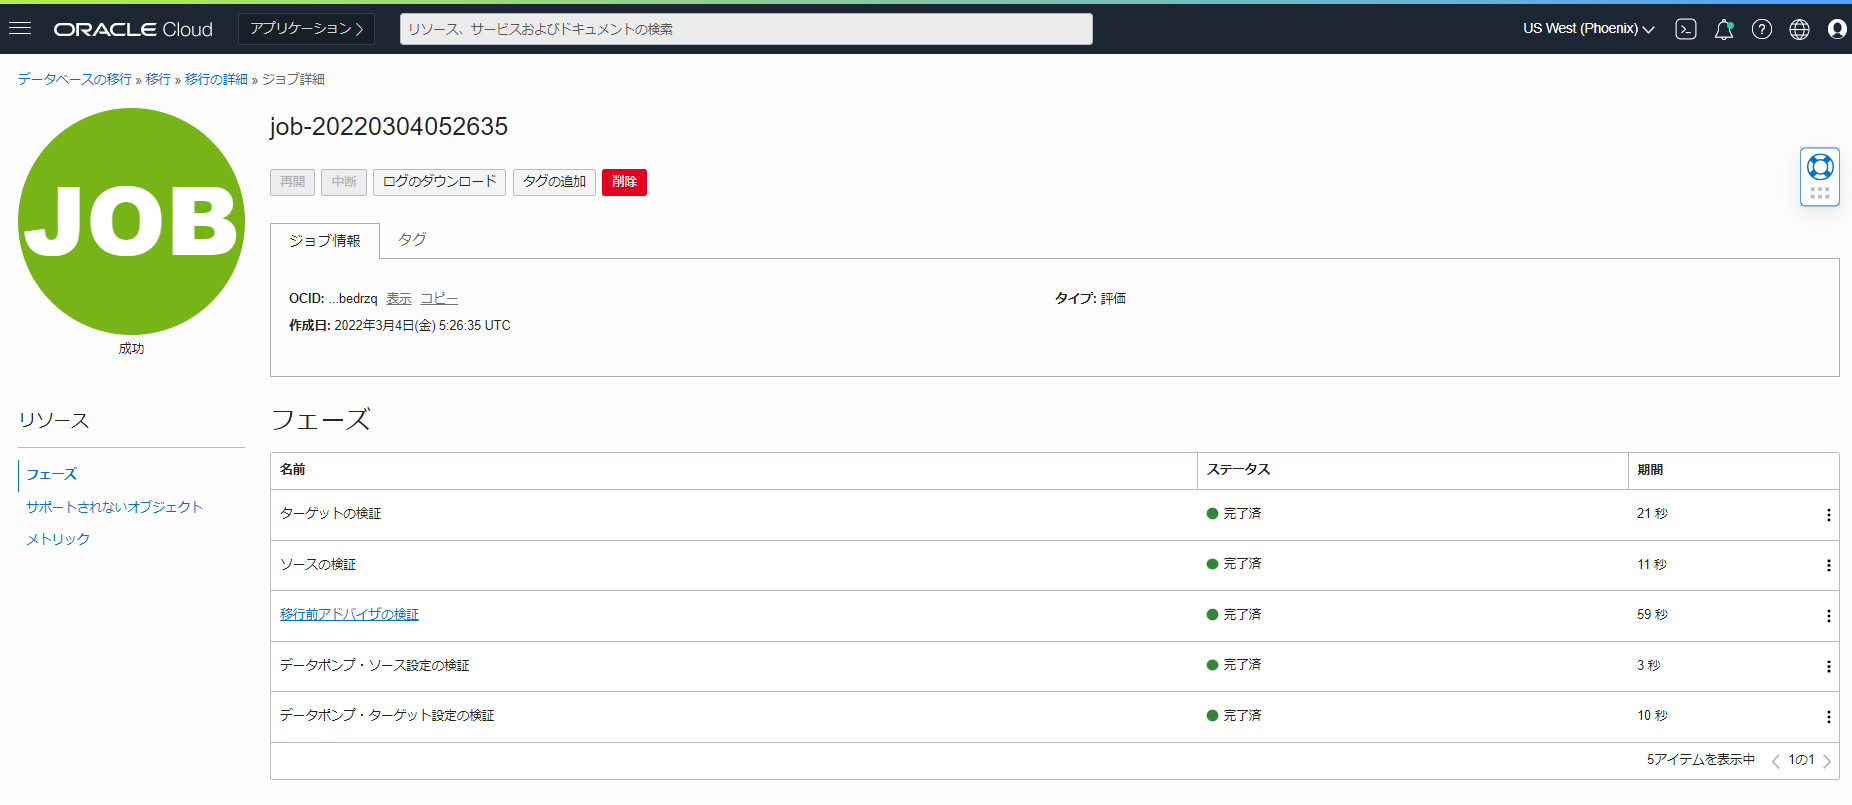 ORACLE Cloud
アプリケーション
リソース、サービスおよびドキュメントの検索
US West (Phoenix)
データベースの移行 » 移行 » 移行の詳細 » ジョブ詳細
JOB
成功
job-20220304052635
再開 中断 ログのダウンロード タグの追加 削除
ジョブ情報 タグ
OCID: ...bedrzq 表示 コピー
タイプ: 評価
作成日: 2022年3月4日(金) 5:26:35 UTC
リソース
フェーズ
サポートされないオブジェクト
メトリック
フェーズ
名前 ステータス 期間
ターゲットの検証 完了済 21 秒
ソースの検証 完了済 11 秒
移行前アドバイザの検証 完了済 59 秒
データポンプ・ソース設定の検証 完了済 3 秒
データポンプ・ターゲット設定の検証 完了済 10 秒
5アイテムを表示中 1の1